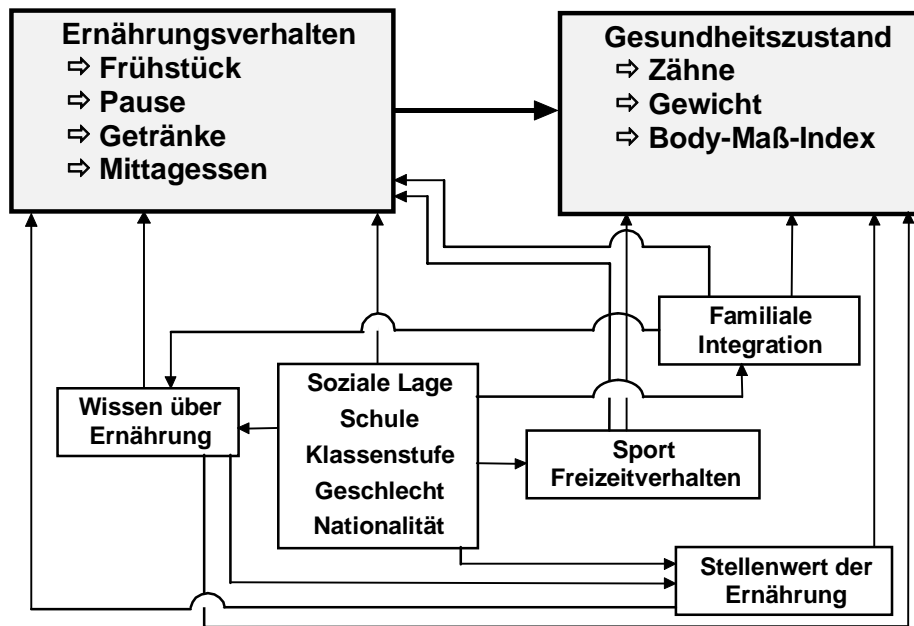 Ernährungsverhalten
⇨ Frühstück
⇨ Pause
⇨ Getränke
⇨ Mittagessen
Gesundheitszustand
⇨ Zähne
⇨ Gewicht
⇨ Body-Maß-Index
Familiale
Integration
Wissen über
Ernährung
Soziale Lage
Schule
Klassenstufe
Geschlecht
Nationalität
Sport
Freizeitverhalten
Stellenwert der
Ernährung